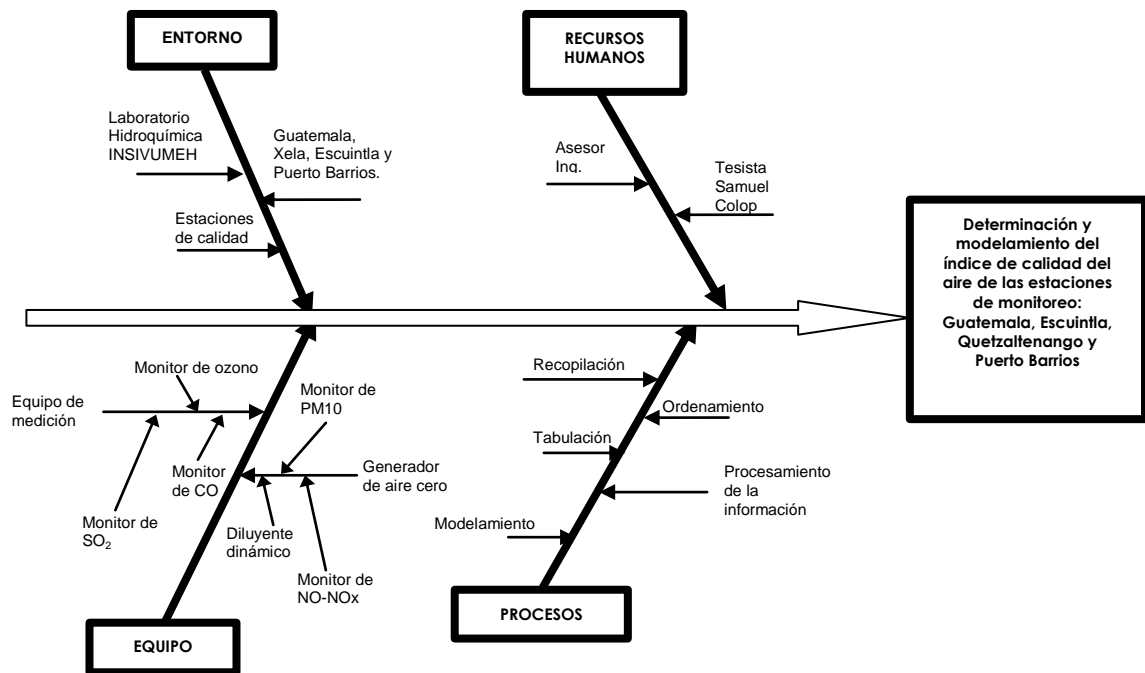 ENTORNO
RECURSOS
HUMANOS
Laboratorio
Hidroquímica
INSIVUMEH
Guatemala,
Xela, Escuintla y
Puerto Barrios.
Estaciones
de calidad
Asesor
Ing.
Tesista
Samuel
Colop
Determinación y
modelamiento del
índice de calidad del
aire de las estaciones
de monitoreo:
Guatemala, Escuintla,
Quetzaltenango y
Puerto Barrios
Monitor de ozono
Equipo de
medición
Monitor de
PM10
Monitor
de CO
Generador
de aire cero
Monitor de
SO₂
Diluyente
dinámico
Monitor de
NO-NOx
Recopilación
Ordenamiento
Tabulación
Procesamiento
de la
información
Modelamiento
EQUIPO
PROCESOS